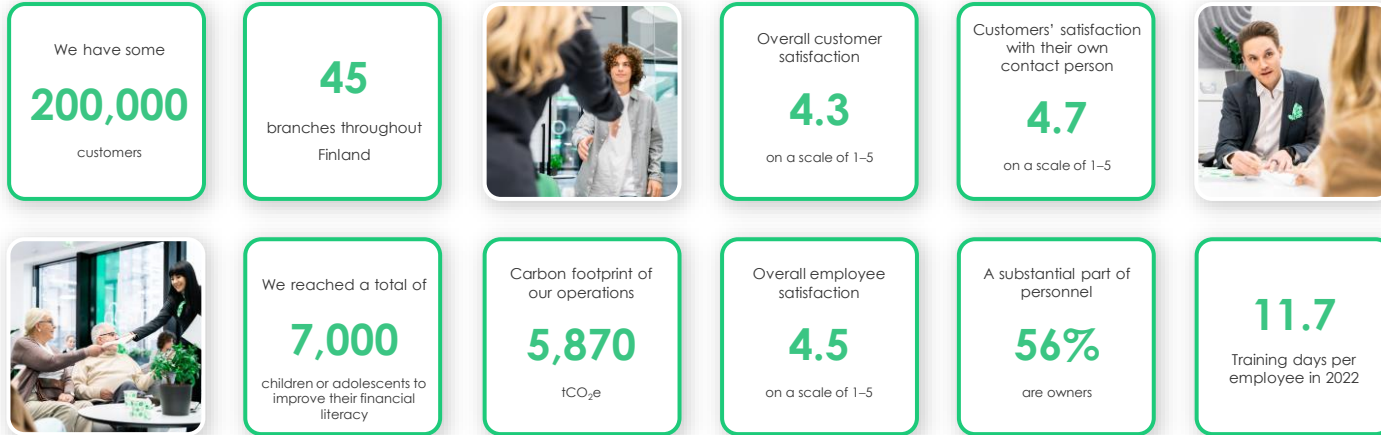 We have some
200,000
customers
45
branches throughout
Finland
Overall customer
satisfaction
4.3
on a scale of 1–5
Customers’ satisfaction
with their own
contact person
4.7
on a scale of 1–5
We reached a total of
7,000
children or adolescents to
improve their financial
literacy
Carbon footprint of
our operations
5,870
tCO₂e
Overall employee
satisfaction
4.5
on a scale of 1–5
A substantial part of
personnel
56%
are owners
11.7
Training days per
employee in 2022